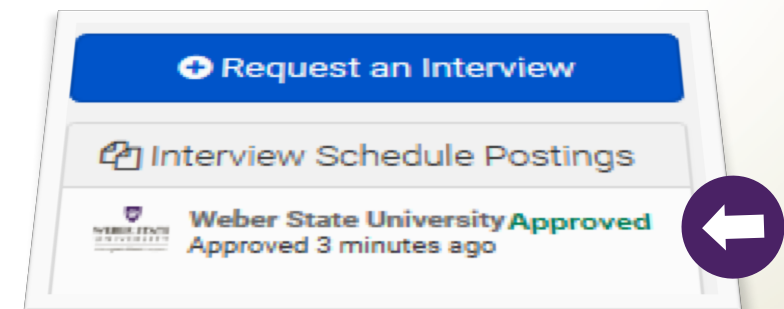 Request an Interview
Interview Schedule Postings
Weber State University Approved
Approved 3 minutes ago